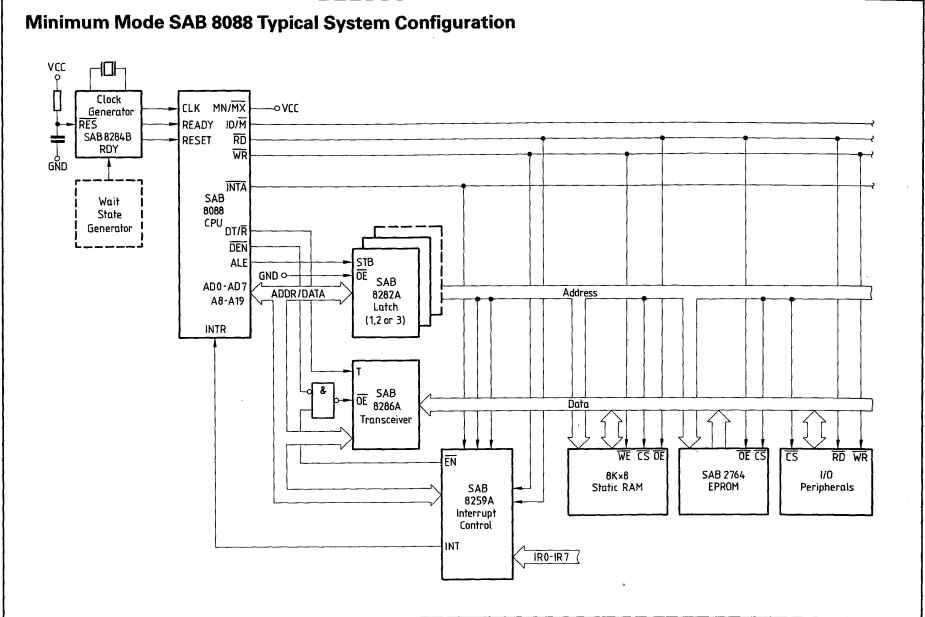 Minimum Mode SAB 8088 Typical System Configuration
VCC
Clock
Generator
RES
SAB 8284B
RDY
GND
Wait
State
Generator
CLK
READY
RESET
MN/MX
VCC
IO/M
RD
WR
INTA
SAB
8088
CPU
DT/R
DEN
ALE
AD0-AD7
A8-A19
INTR
GND
ADDR/DATA
STB
OE
SAB
8282A
Latch
(1,2 or 3)
Address
&
T
OE
SAB
8286A
Transceiver
Data
EN
SAB
8259A
Interrupt
Control
INT
IR0-IR7
WE CS OE
8K×8
Static RAM
OE CS
SAB 2764
EPROM
CS
RD WR
I/O
Peripherals